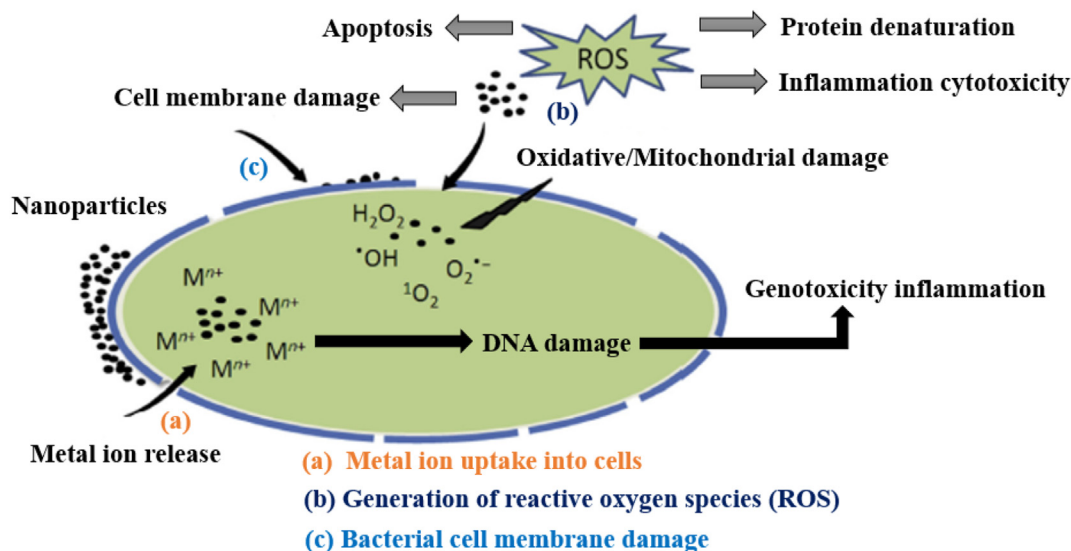 Apoptosis
ROS
Protein denaturation
Cell membrane damage
Inflammation cytotoxicity
(b)
(c)
Oxidative/Mitochondrial damage
Nanoparticles
H₂O₂
•OH
O₂•−
¹O₂
Mⁿ⁺
Mⁿ⁺
Mⁿ⁺
Mⁿ⁺
Mⁿ⁺
DNA damage
Genotoxicity inflammation
(a)
Metal ion release
(a) Metal ion uptake into cells
(b) Generation of reactive oxygen species (ROS)
(c) Bacterial cell membrane damage